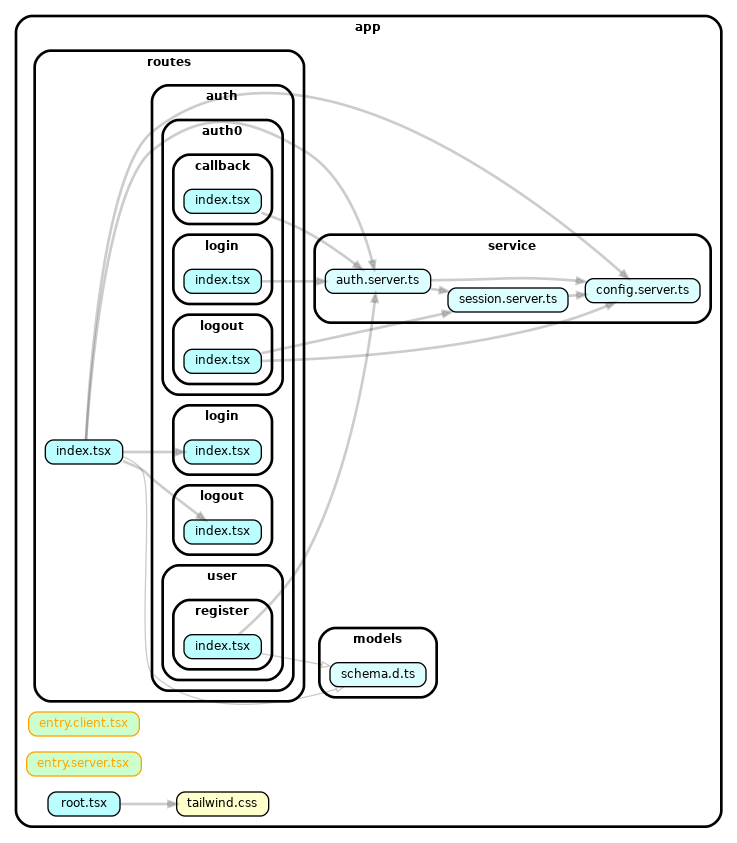 app
routes
auth
auth0
callback
index.tsx
login
index.tsx
logout
index.tsx
service
auth.server.ts
session.server.ts
config.server.ts
login
index.tsx
index.tsx
logout
index.tsx
user
register
index.tsx
models
schema.d.ts
entry.client.tsx
entry.server.tsx
root.tsx
tailwind.css